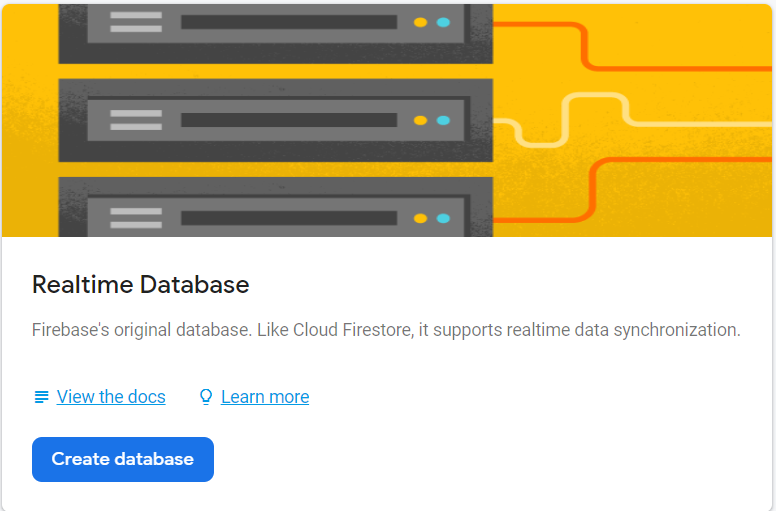 Realtime Database
Firebase's original database. Like Cloud Firestore, it supports realtime data synchronization.
View the docs
Learn more
Create database